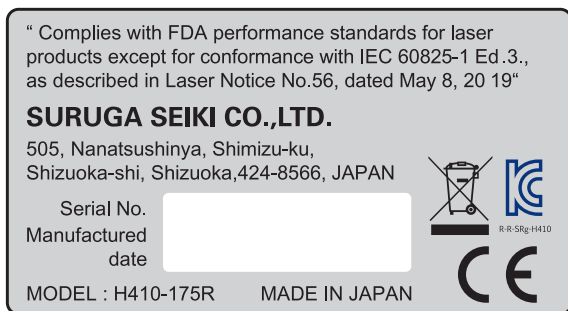 “ Complies with FDA performance standards for laser
products except for conformance with IEC 60825-1 Ed.3.,
as described in Laser Notice No.56, dated May 8, 20 19“
SURUGA SEIKI CO.,LTD.
505, Nanatsushinya, Shimizu-ku,
Shizuoka-shi, Shizuoka,424-8566, JAPAN
Serial No.
Manufactured
date
R-R-SRg-H410
CE
MODEL : H410-175R MADE IN JAPAN